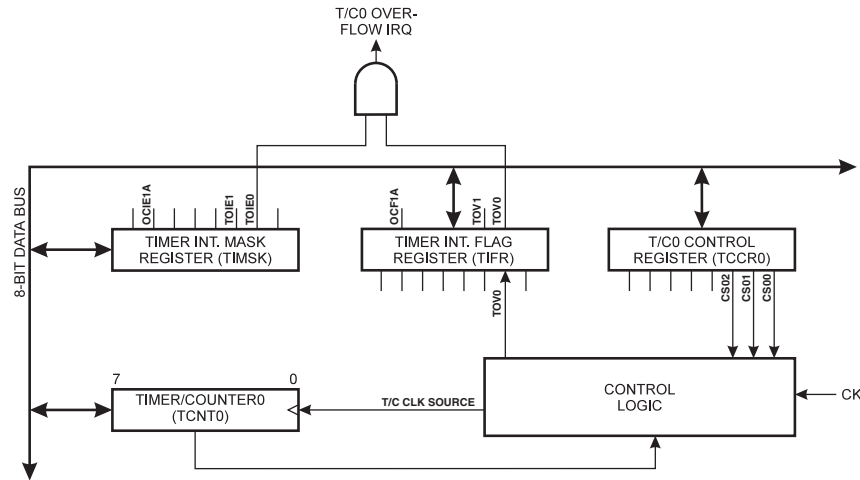 T/C0 OVER-
FLOW IRQ
8-BIT DATA BUS
OCIE1A
TOIE1
TOIE0
OCF1A
TOV1
TOV0
TIMER INT. MASK
REGISTER (TIMSK)
TIMER INT. FLAG
REGISTER (TIFR)
T/C0 CONTROL
REGISTER (TCCR0)
TOV0
CS02
CS01
CS00
7
0
TIMER/COUNTER0
(TCNT0)
T/C CLK SOURCE
CONTROL
LOGIC
CK